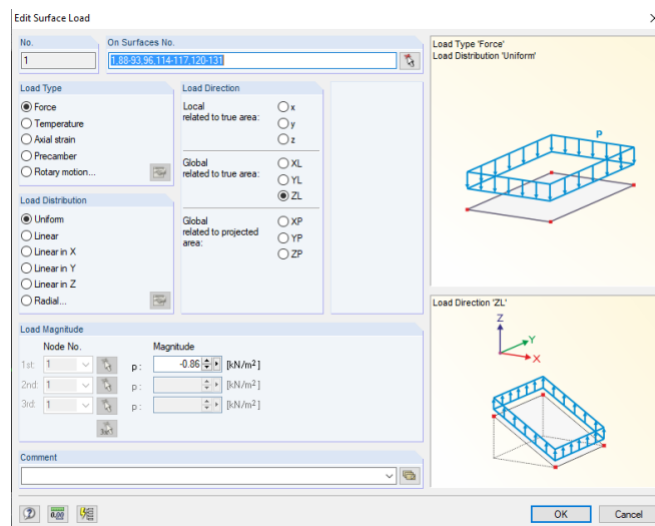 Edit Surface Load
No.
1
On Surfaces No.
1,88-93,96,114-117,120-131
Load Type
Force
Temperature
Axial strain
Precamber
Rotary motion...
Load Distribution
Uniform
Linear
Linear in X
Linear in Y
Linear in Z
Radial...
Load Direction
Local
related to true area:
x
y
z
Global
related to true area:
XL
YL
ZL
Global
related to projected
area:
XP
YP
ZP
Load Magnitude
Node No.
Magnitude
1st: 1 p: -0.86 [kN/m²]
2nd: 1 p: [kN/m²]
3rd: 1 p: [kN/m²]
Comment
Load Type 'Force'
Load Distribution 'Uniform'
p
Load Direction 'ZL'
Z
Y
X
0.00
OK
Cancel